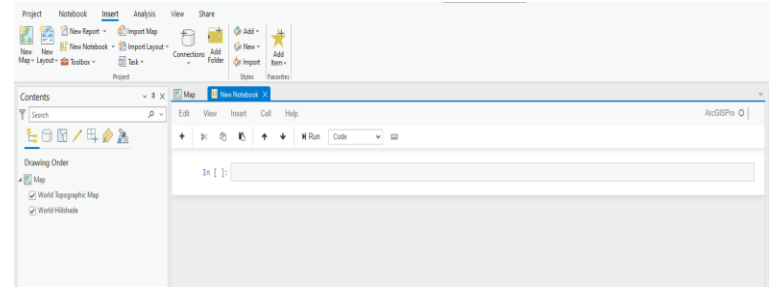 Project Notebook Insert Analysis View Share
New Report Import Map Add
New Notebook Import Layout New
New Map Layout Toolbox Task Connections Add Folder Import Add Item
New
Project Styles Favorites
Contents Map New Notebook
Search Edit View Insert Cell Help ArcGISPro
Run Code
Drawing Order
In [ ]:
Map
World Topographic Map
World Hillshade